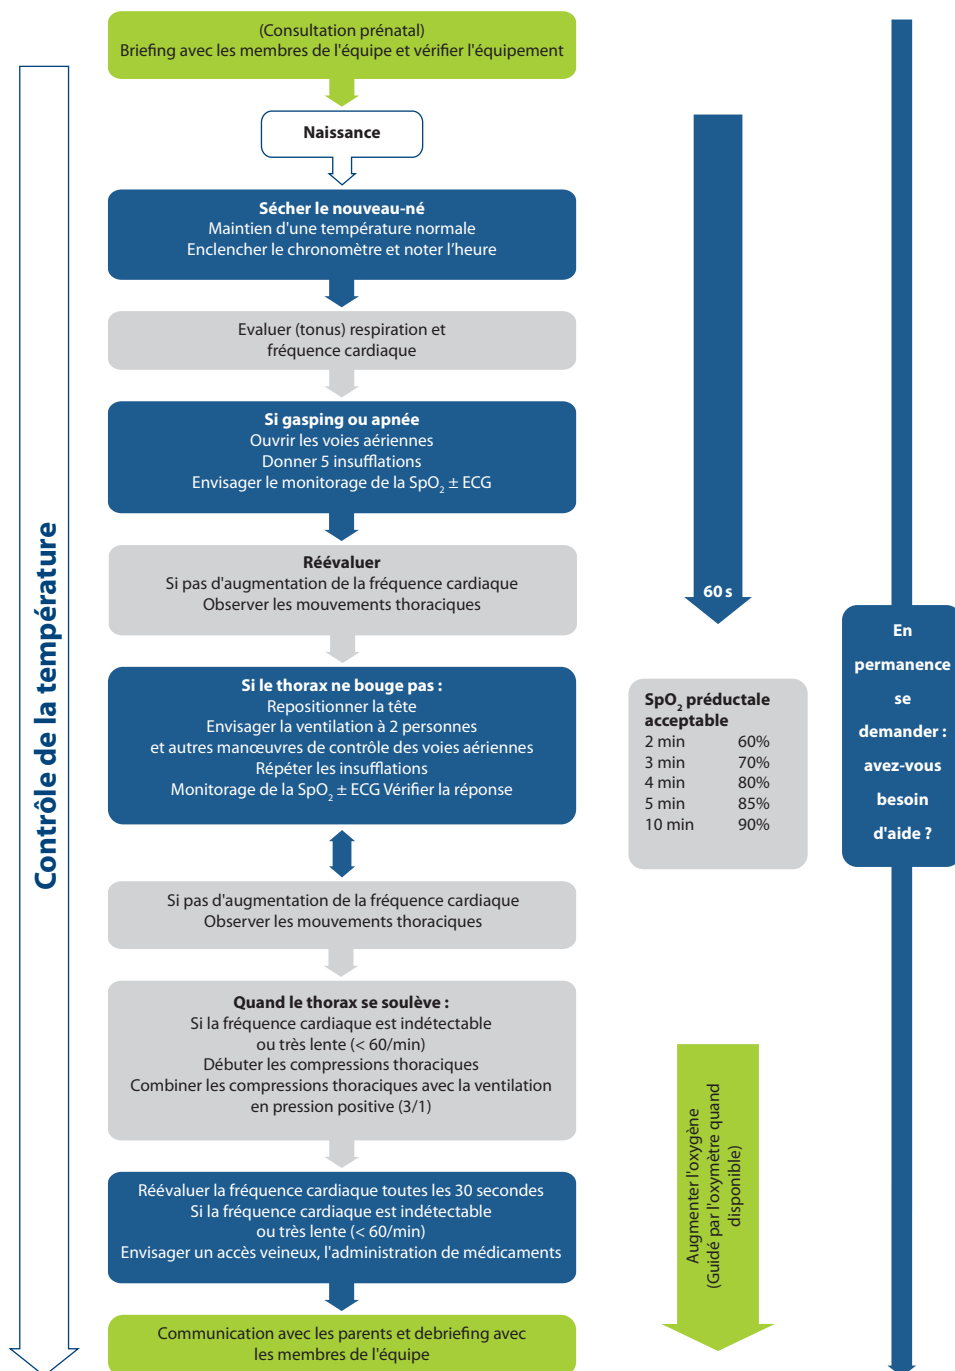 (Consultation prénatal)
Briefing avec les membres de l'équipe et vérifier l'équipement
Naissance
Sécher le nouveau-né
Maintien d'une température normale
Enclencher le chronomètre et noter l’heure
Evaluer (tonus) respiration et
fréquence cardiaque
Si gasping ou apnée
Ouvrir les voies aériennes
Donner 5 insufflations
Envisager le monitorage de la SpO₂ ± ECG
Réévaluer
Si pas d'augmentation de la fréquence cardiaque
Observer les mouvements thoraciques
Si le thorax ne bouge pas :
Repositionner la tête
Envisager la ventilation à 2 personnes
et autres manœuvres de contrôle des voies aériennes
Répéter les insufflations
Monitorage de la SpO₂ ± ECG Vérifier la réponse
Si pas d'augmentation de la fréquence cardiaque
Observer les mouvements thoraciques
Quand le thorax se soulève :
Si la fréquence cardiaque est indétectable
ou très lente (< 60/min)
Débuter les compressions thoraciques
Combiner les compressions thoraciques avec la ventilation
en pression positive (3/1)
Réévaluer la fréquence cardiaque toutes les 30 secondes
Si la fréquence cardiaque est indétectable
ou très lente (< 60/min)
Envisager un accès veineux, l'administration de médicaments
Communication avec les parents et debriefing avec
les membres de l'équipe
Contrôle de la température
60 s
SpO₂ préductale
acceptable
2 min 60%
3 min 70%
4 min 80%
5 min 85%
10 min 90%
Augmenter l'oxygène
(Guidé par l'oxymètre quand
disponible)
En
permanence
se
demander :
avez-vous
besoin
d'aide ?